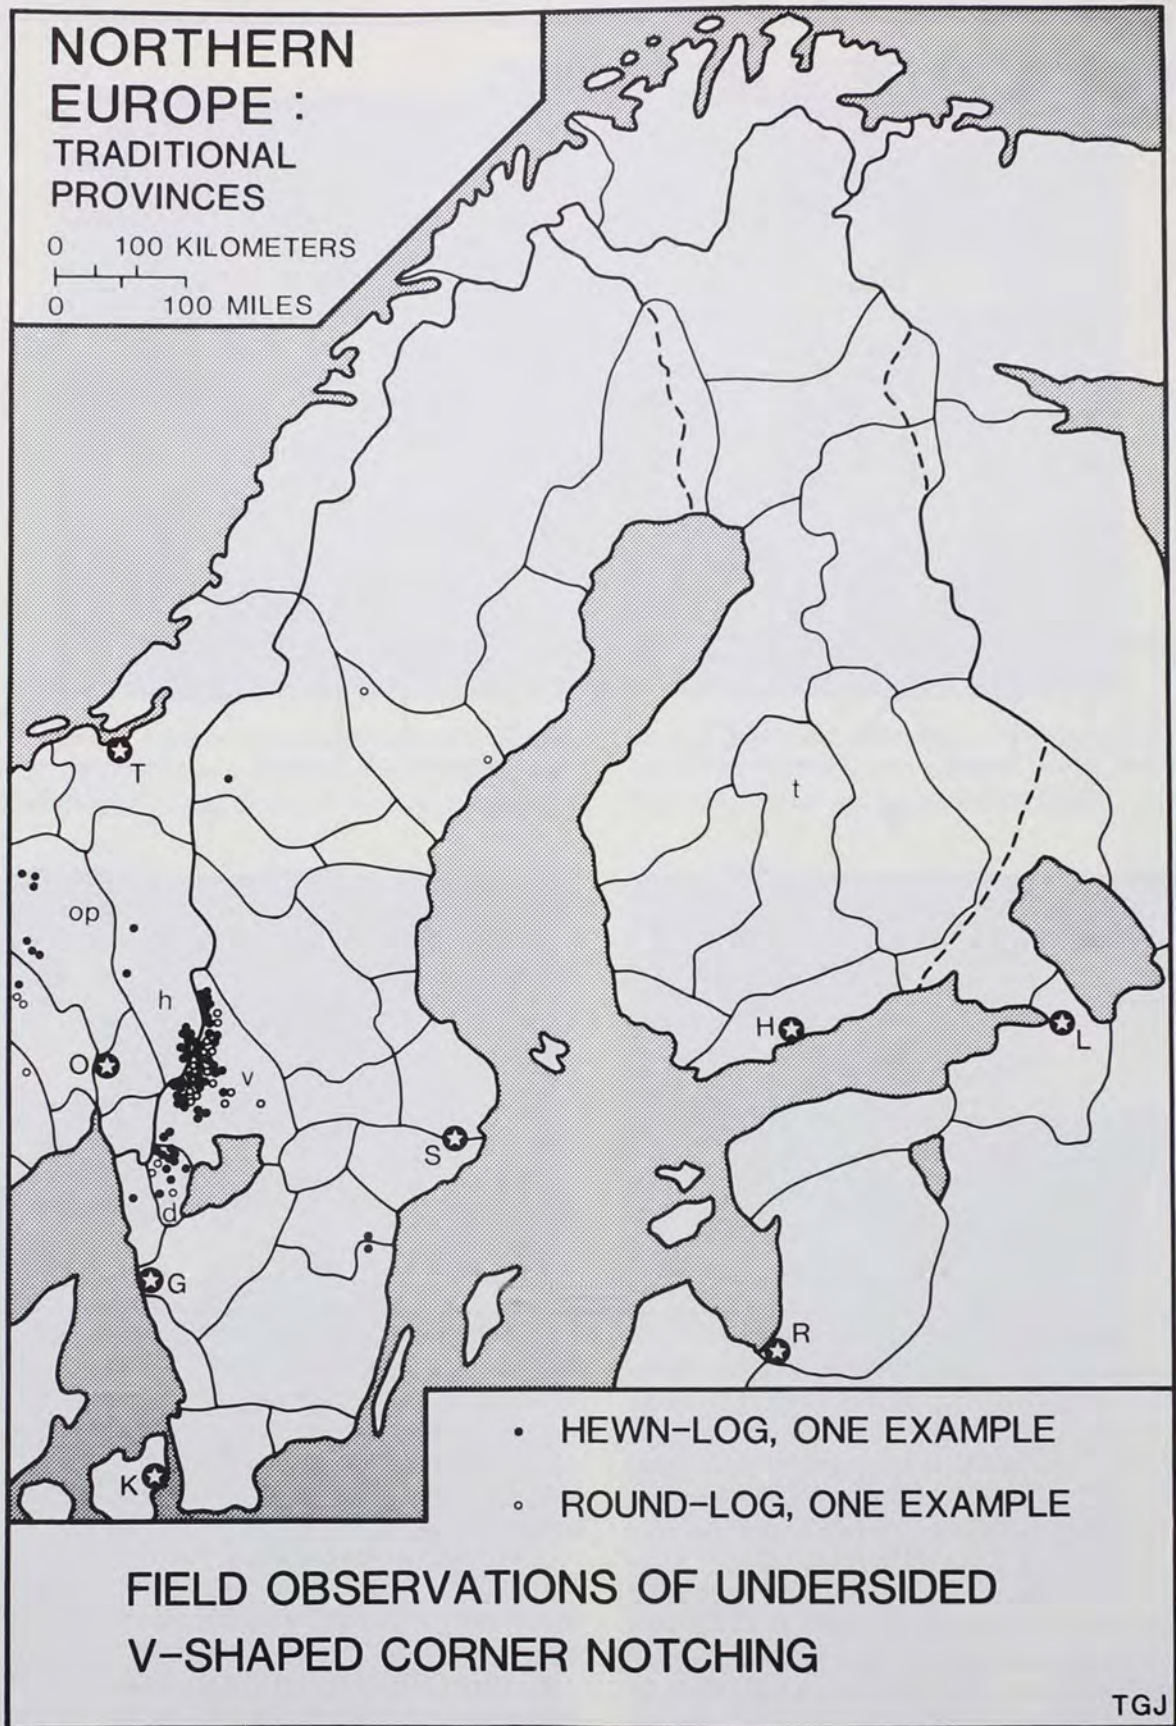 NORTHERN
EUROPE :
TRADITIONAL
PROVINCES
0 100 KILOMETERS
0 100 MILES
T
t
op
h
H
L
O
v
S
d
G
R
K
HEWN-LOG, ONE EXAMPLE
ROUND-LOG, ONE EXAMPLE
FIELD OBSERVATIONS OF UNDERSIDED
V-SHAPED CORNER NOTCHING
TGJ